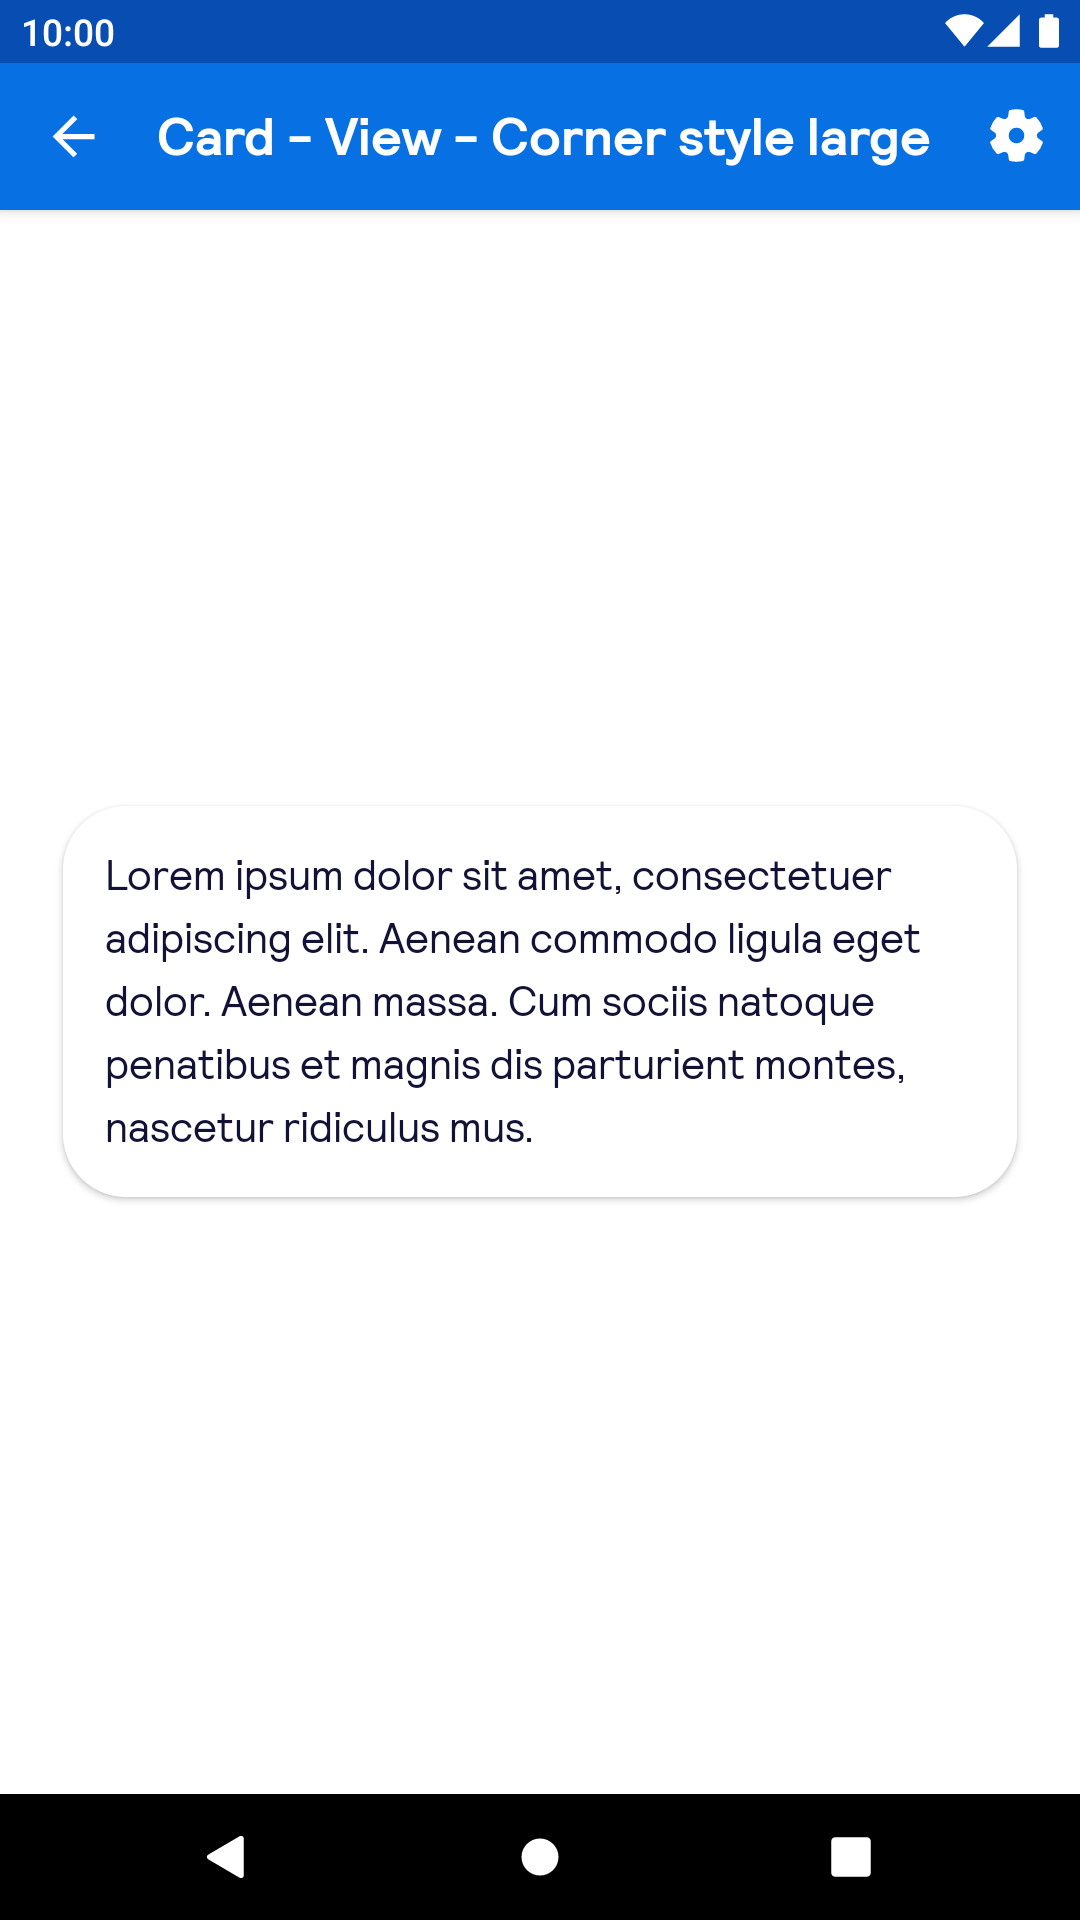 10:00
Card - View - Corner style large
Lorem ipsum dolor sit amet, consectetuer
adipiscing elit. Aenean commodo ligula eget
dolor. Aenean massa. Cum sociis natoque
penatibus et magnis dis parturient montes,
nascetur ridiculus mus.